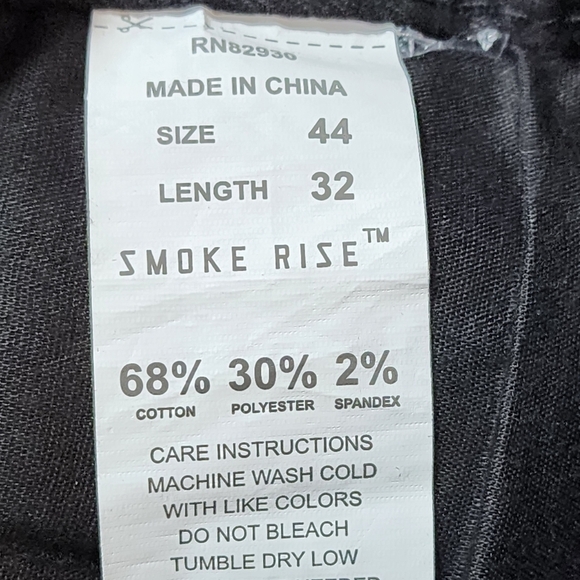 RN82936
MADE IN CHINA
SIZE 44
LENGTH 32
SMOKE RISE™
68% 30% 2%
COTTON POLYESTER SPANDEX
CARE INSTRUCTIONS
MACHINE WASH COLD
WITH LIKE COLORS
DO NOT BLEACH
TUMBLE DRY LOW